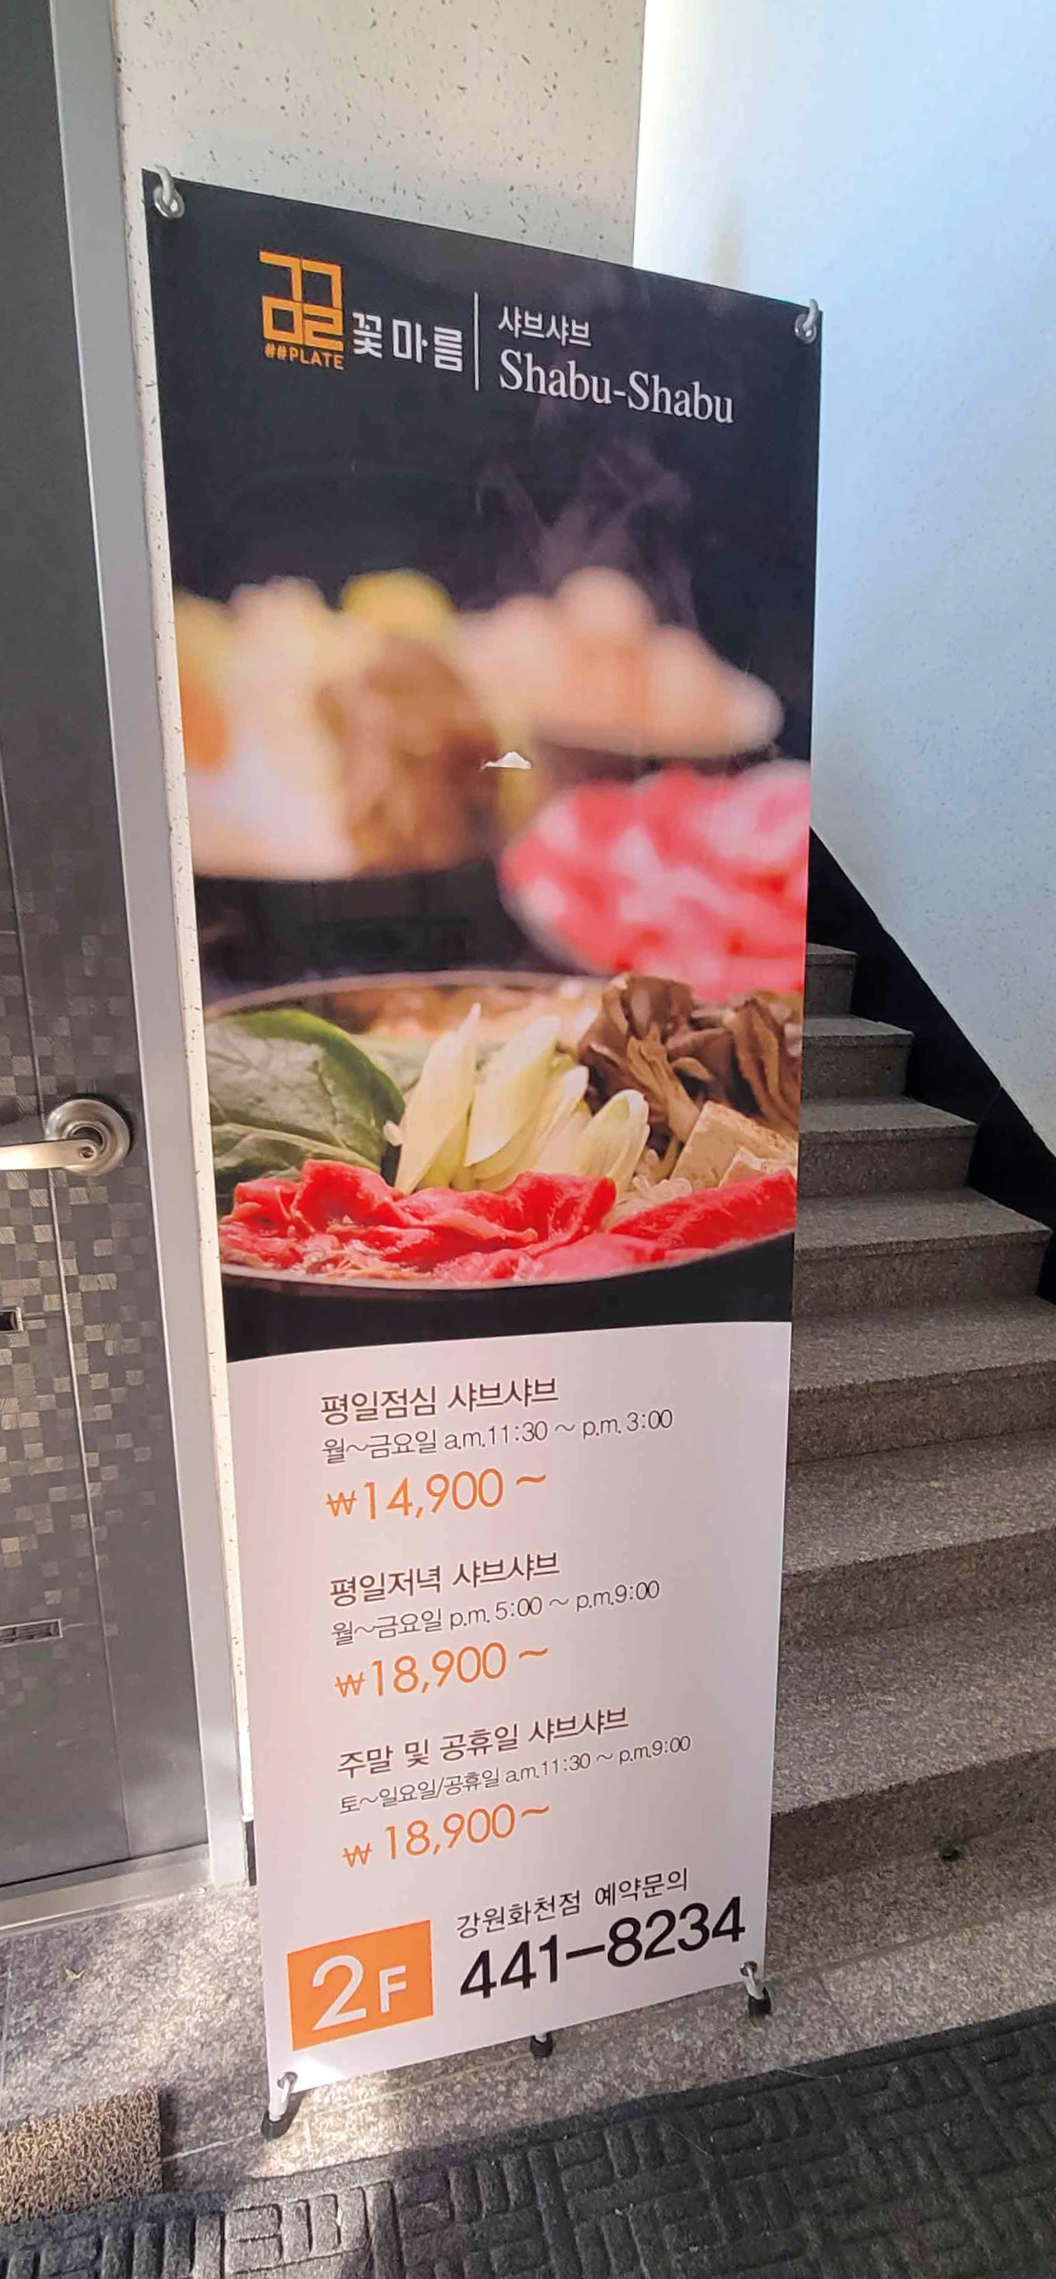 꼬ㅁㄹ
##PLATE
꽃마름
샤브샤브
Shabu-Shabu
평일점심 샤브샤브
월~금요일 a.m.11:30 ~ p.m. 3:00
₩14,900 ~
평일저녁 샤브샤브
월~금요일 p.m. 5:00 ~ p.m.9:00
₩18,900 ~
주말 및 공휴일 샤브샤브
토~일요일/공휴일 a.m.11:30 ~ p.m.9:00
₩ 18,900~
강원화천점 예약문의
441-8234
2F